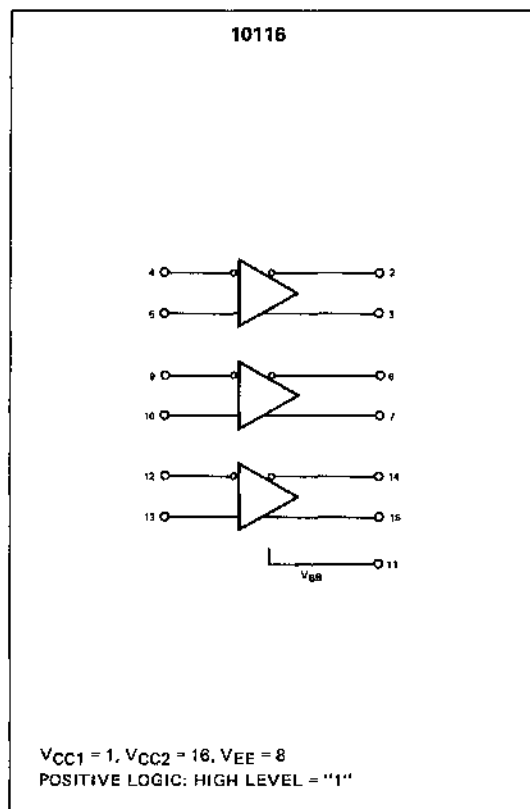 10116
4 2
5 3
9 6
10 7
12 14
13 15
11
VBB
VCC1 = 1, VCC2 = 16, VEE = 8
POSITIVE LOGIC: HIGH LEVEL = "1"